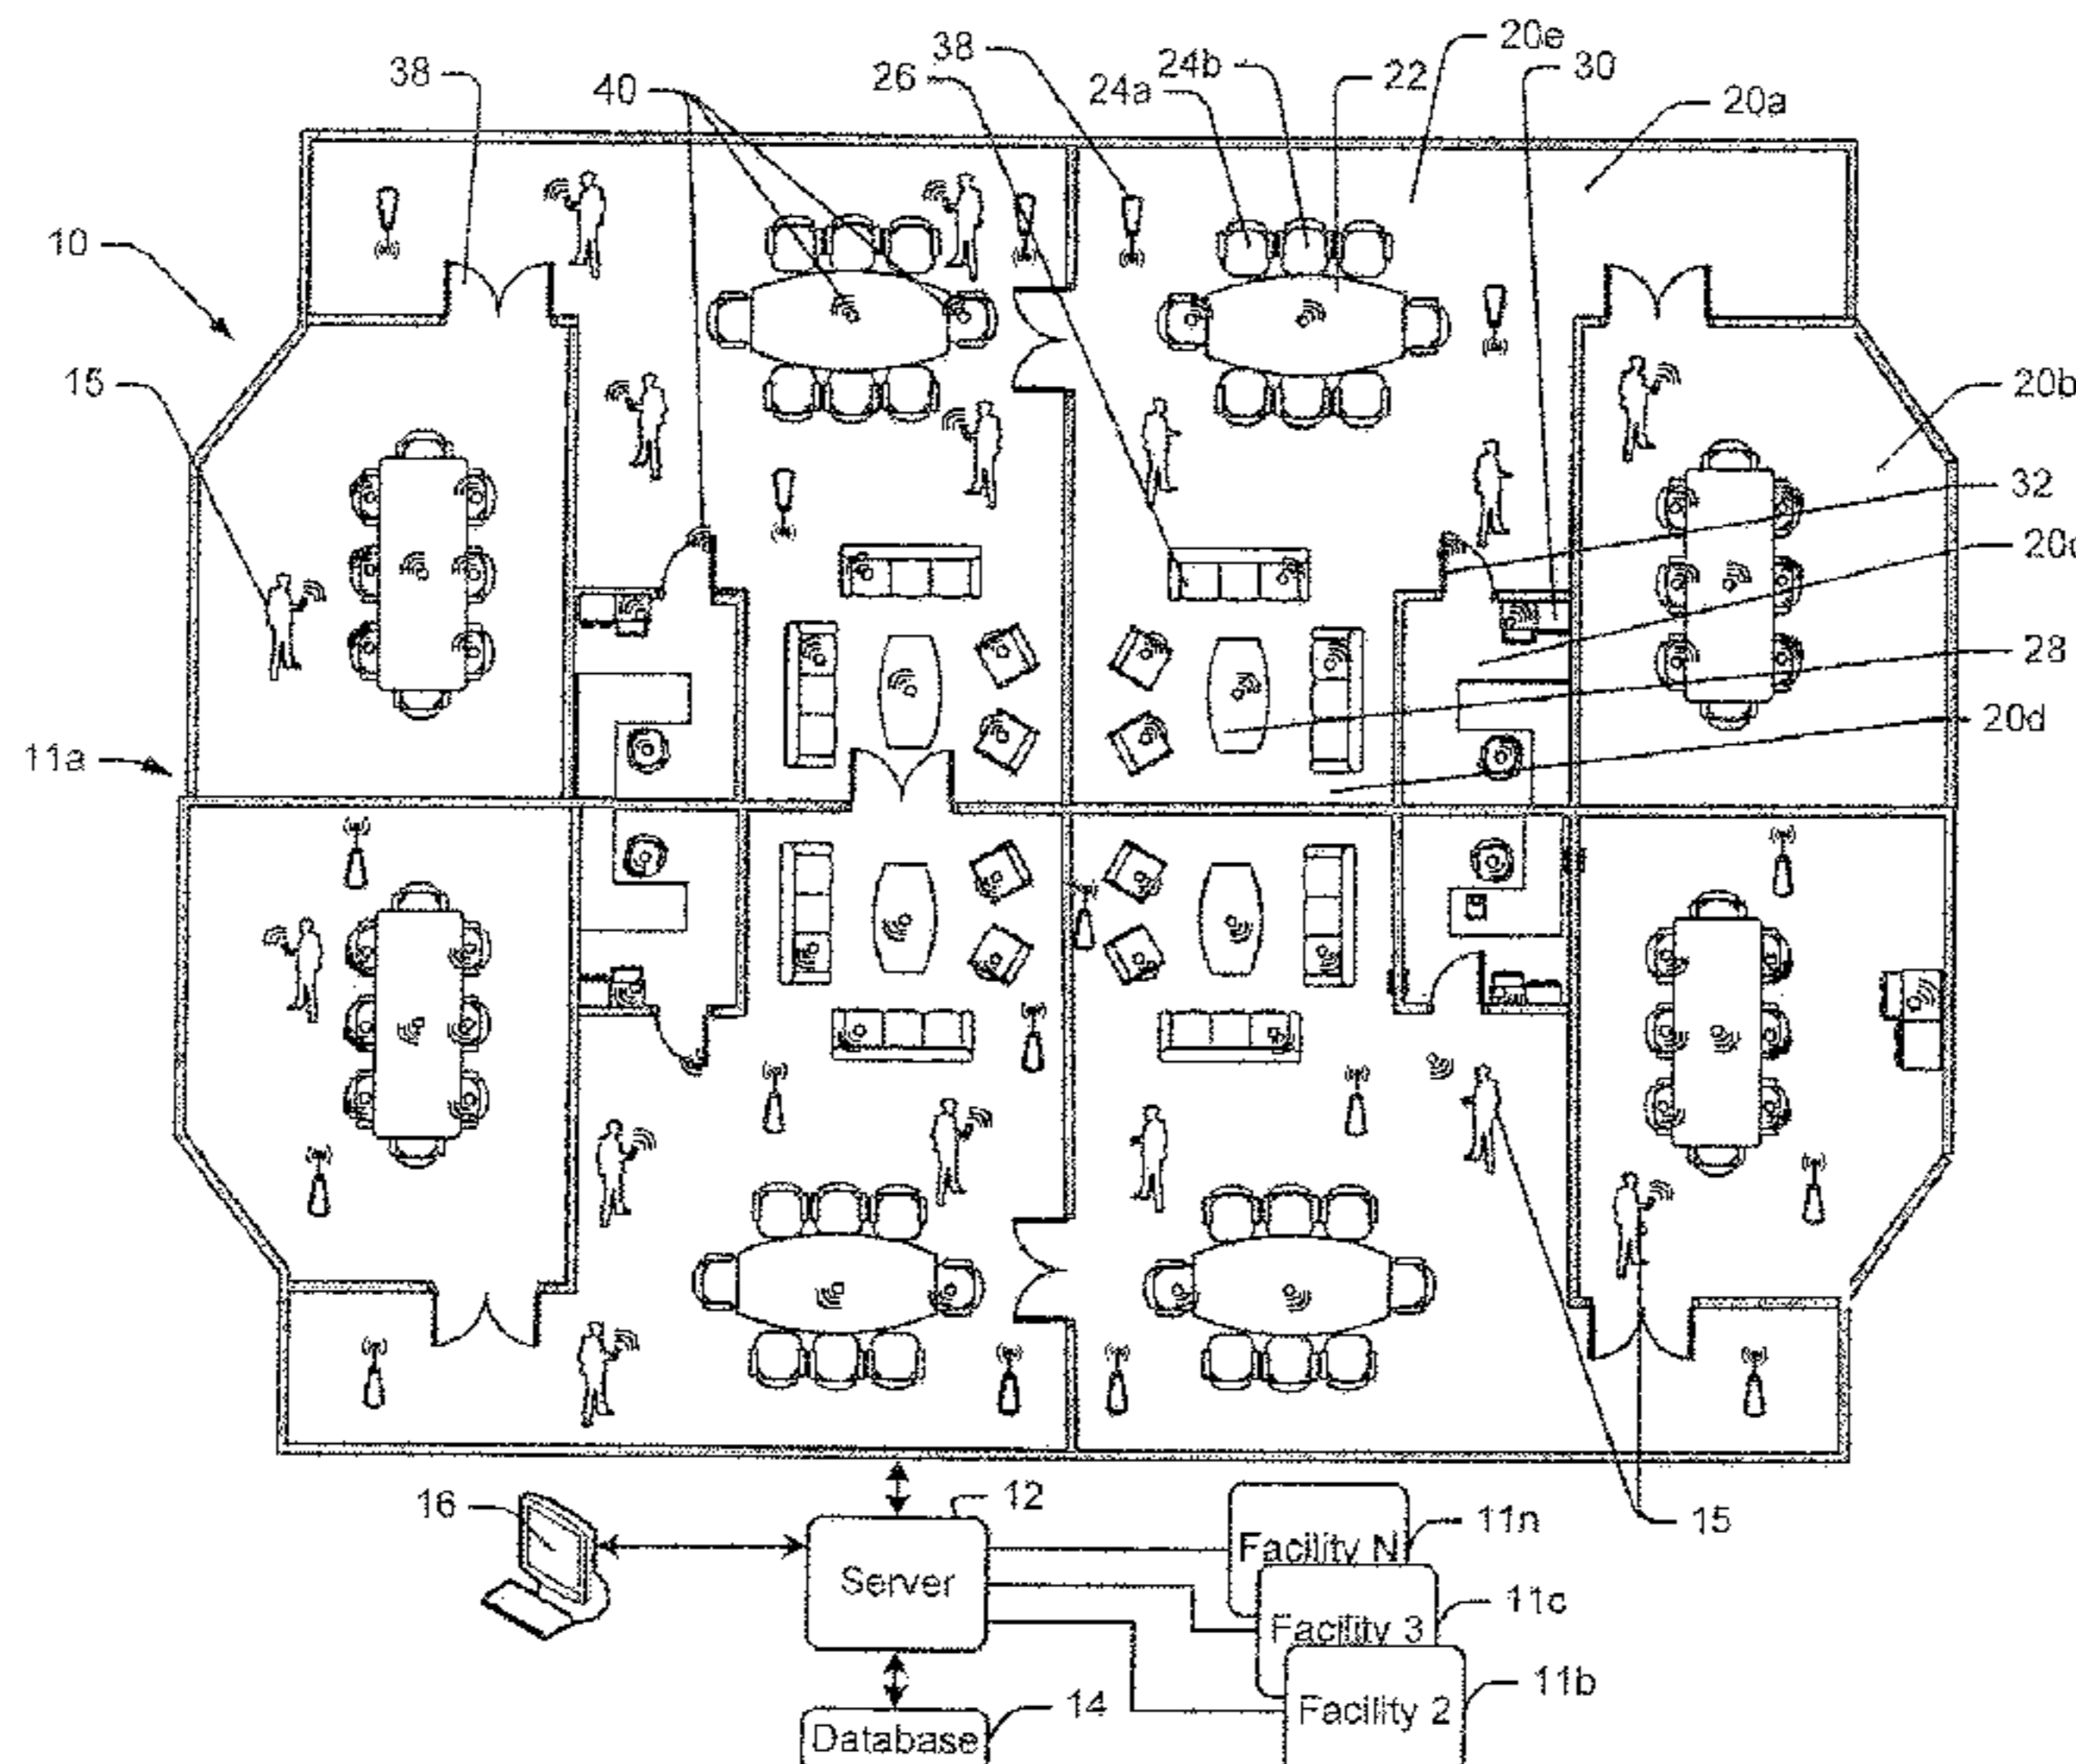 38
40
26
38
24a
24b
22
20e
30
20a
10
15
20b
32
20c
28
20d
11a
16
12
Server
Facility N
11n
15
Facility 3
11c
Facility 2
11b
Database
14